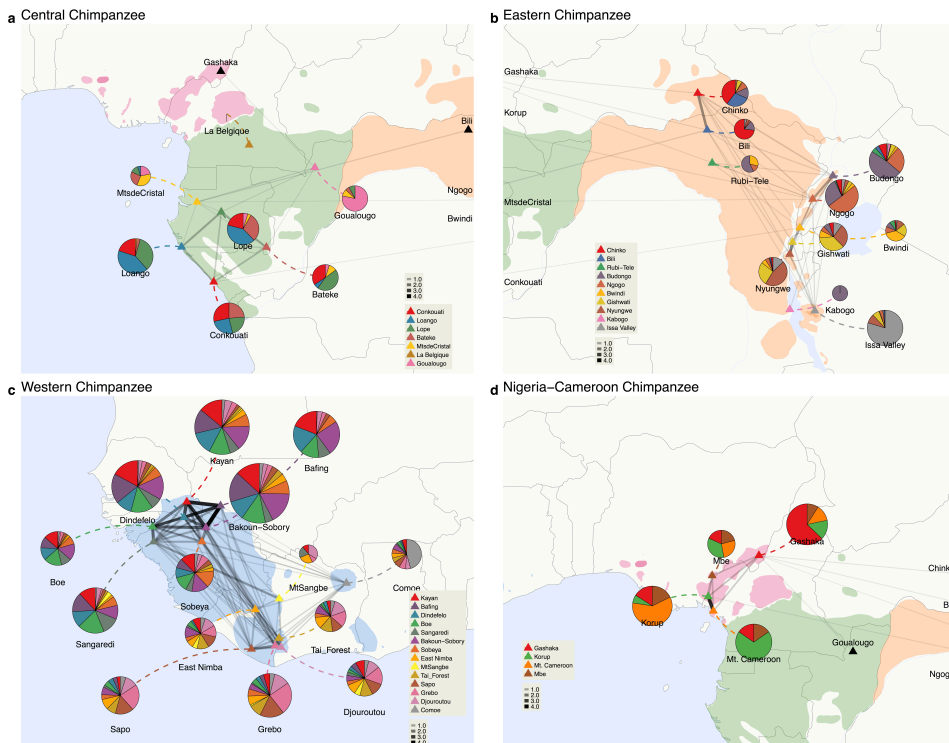 a Central Chimpanzee
Gashaka
La Belgique
Bili
MtsdeCristal
Goualougo
Ngogo
Bwindi
Lope
Loango
Bateke
Conkouati
1.0
2.0
3.0
4.0
Conkouati
Loango
Lope
Bateke
MtsdeCristal
La Belgique
Goualougo
b Eastern Chimpanzee
Gashaka
Korup
MtsdeCristal
Conkouati
Chinko
Bili
Rubi-Tele
Budongo
Ngogo
Bwindi
Gishwati
Nyungwe
Kabogo
Issa Valley
Chinko
Bili
Rubi-Tele
Budongo
Ngogo
Bwindi
Gishwati
Nyungwe
Kabogo
Issa Valley
1.0
2.0
3.0
4.0
c Western Chimpanzee
Kayan
Bafing
Dindefelo
Bakoun-Sobory
Boe
MtSangbe
Comoe
Sobeya
Sangaredi
Tai_Forest
East Nimba
Djouroutou
Sapo
Grebo
Kayan
Bafing
Dindefelo
Boe
Sangaredi
Bakoun-Sobory
Sobeya
East Nimba
MtSangbe
Tai_Forest
Sapo
Grebo
Djouroutou
Comoe
1.0
2.0
3.0
4.0
d Nigeria-Cameroon Chimpanzee
Gashaka
Mbe
Chink
B
Korup
Goualougo
Mt. Cameroon
Ngog
Gashaka
Korup
Mt. Cameroon
Mbe
1.0
2.0
3.0
4.0